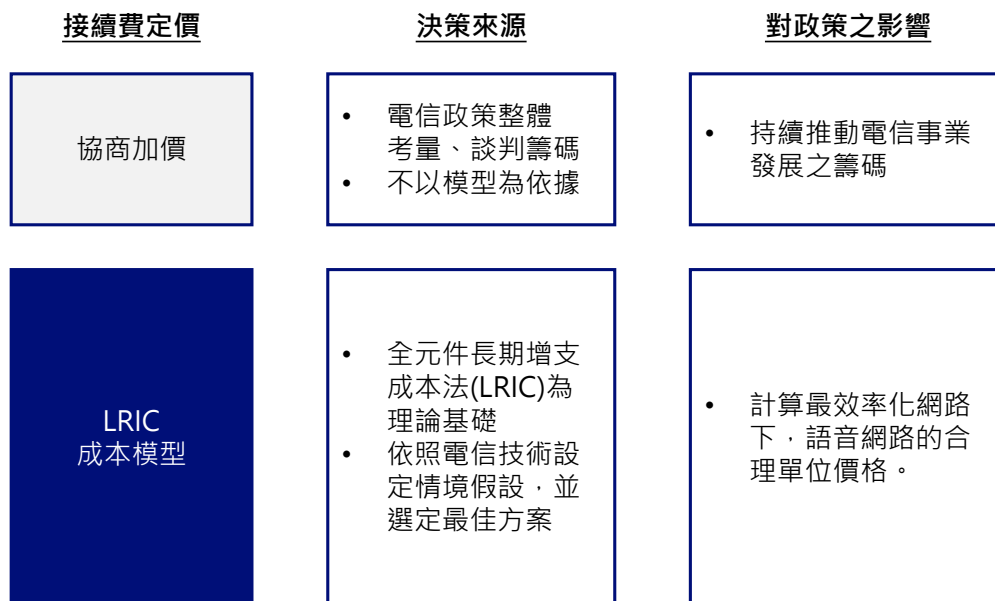 接續費定價
決策來源
對政策之影響
協商加價
• 電信政策整體
考量、談判籌碼
• 不以模型為依據
• 持續推動電信事業
發展之籌碼
LRIC
成本模型
• 全元件長期增支
成本法(LRIC)為
理論基礎
• 依照電信技術設
定情境假設，並
選定最佳方案
• 計算最效率化網路
下，語音網路的合
理單位價格。